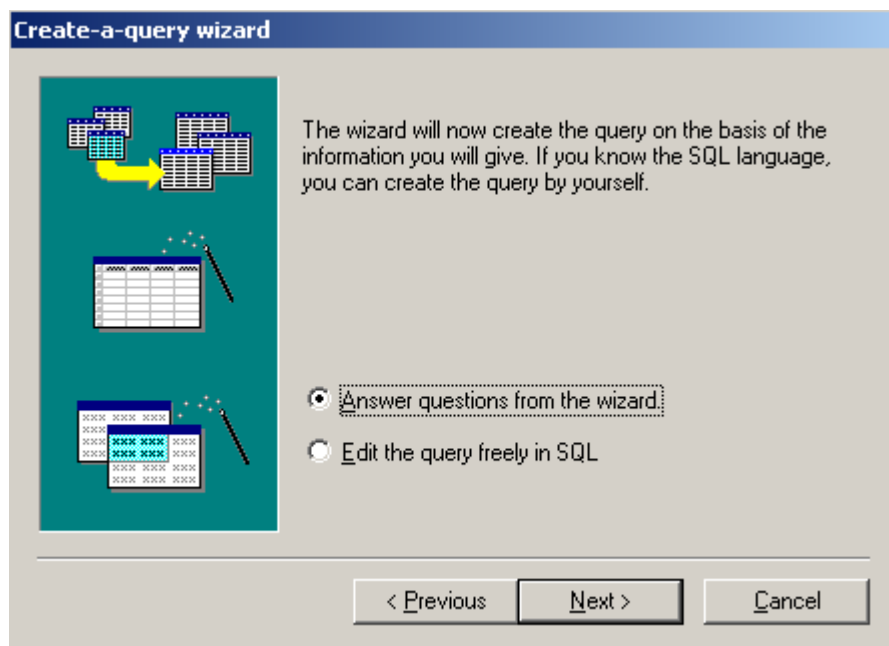 Create-a-query wizard
The wizard will now create the query on the basis of the
information you will give. If you know the SQL language,
you can create the query by yourself.
Answer questions from the wizard.
Edit the query freely in SQL
< Previous
Next >
Cancel